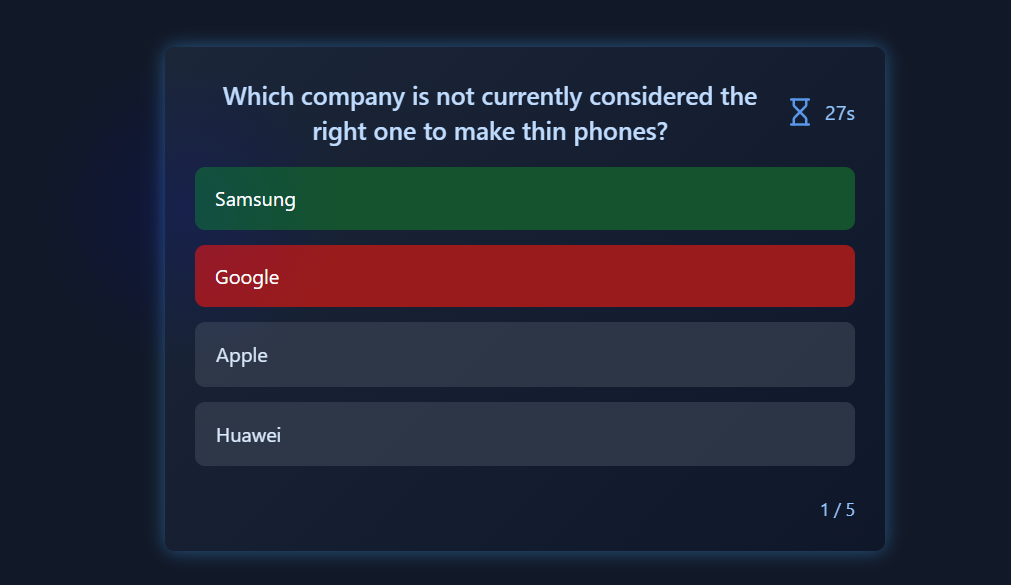 Which company is not currently considered the
right one to make thin phones?
27s
Samsung
Google
Apple
Huawei
1 / 5